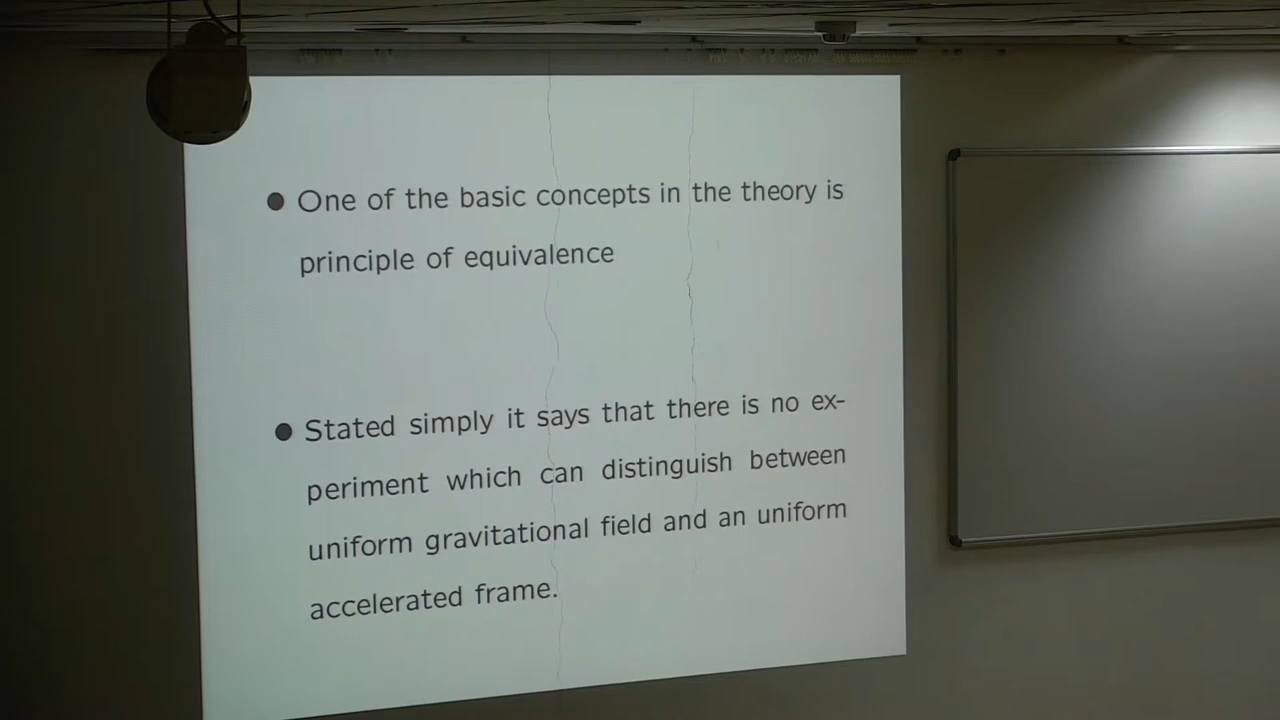 ● One of the basic concepts in the theory is
principle of equivalence
● Stated simply it says that there is no ex-
periment which can distinguish between
uniform gravitational field and an uniform
accelerated frame.